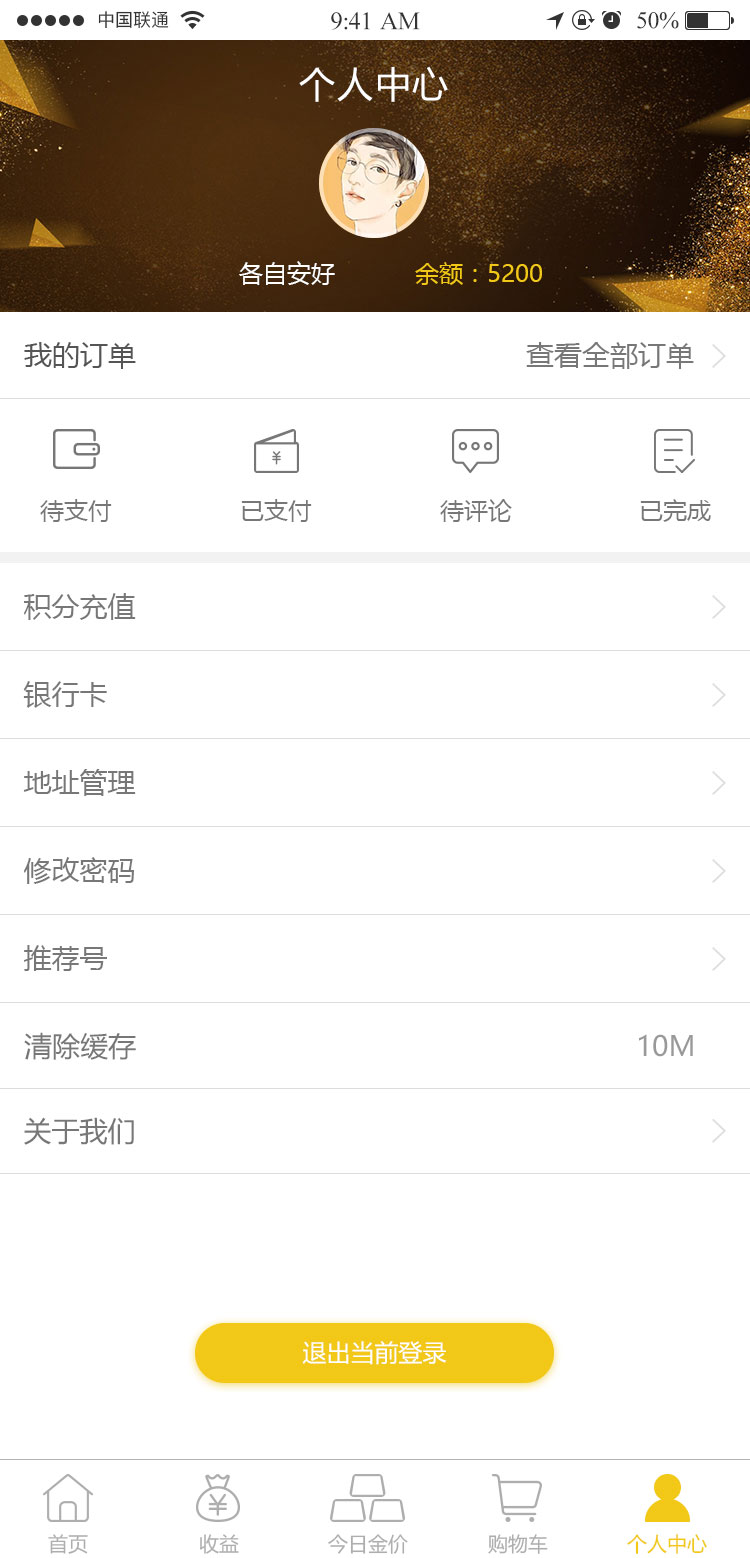 中国联通 9:41 AM 50%
个人中心
各自安好 余额：5200
我的订单 查看全部订单
待支付 已支付 待评论 已完成
积分充值
银行卡
地址管理
修改密码
推荐号
清除缓存 10M
关于我们
退出当前登录
首页 收益 今日金价 购物车 个人中心